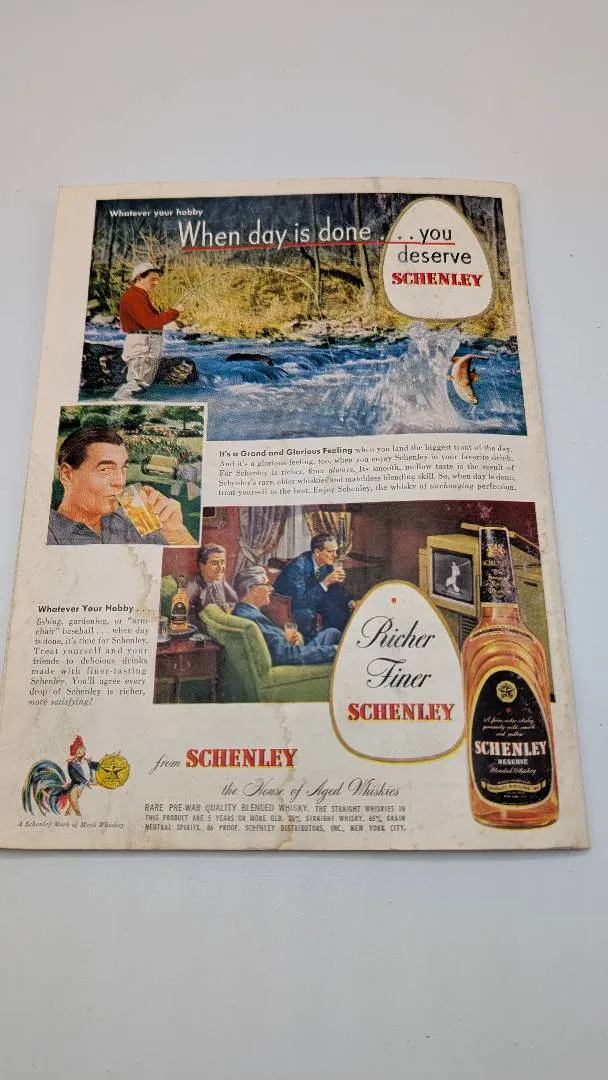 Whatever your hobby
When day is done . . . you
deserve
SCHENLEY
It's a Grand and Glorious Feeling when you land the biggest trout of the day.
And it's a glorious feeling, too, when you enjoy Schenley in your favorite drink.
For Schenley is richer, finer always. Its smooth, mellow taste is the result of
Schenley's rare, older whiskies and matchless blending skill. So, when day is done,
treat yourself to the best. Enjoy Schenley, the whisky of unchanging perfection.
Whatever Your Hobby . . .
fishing, gardening, or "arm-
chair" baseball . . . when day
is done, it's time for Schenley.
Treat yourself and your
friends to delicious drinks
made with finer-tasting
Schenley. You'll agree every
drop of Schenley is richer,
more satisfying!
Richer
Finer
SCHENLEY
SCHENLEY
RESERVE
Blended Whiskey
from SCHENLEY
the House of Aged Whiskies
A Schenley Mark of Merit Whiskey
RARE PRE-WAR QUALITY BLENDED WHISKY. THE STRAIGHT WHISKIES IN
THIS PRODUCT ARE 5 YEARS OR MORE OLD. 35% STRAIGHT WHISKY. 65% GRAIN
NEUTRAL SPIRITS. 86 PROOF. SCHENLEY DISTRIBUTORS, INC., NEW YORK CITY.